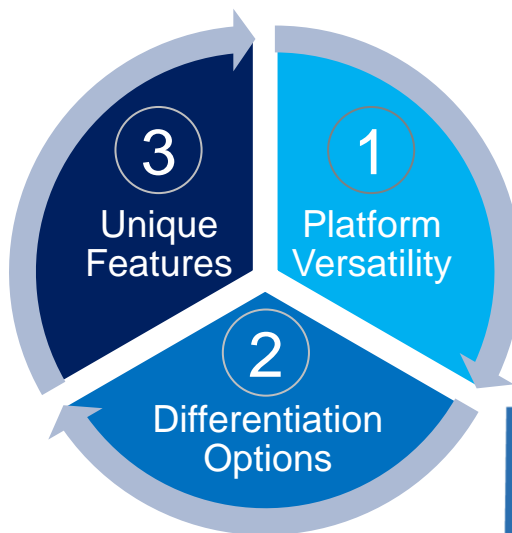 1
Platform
Versatility
2
Differentiation
Options
3
Unique
Features